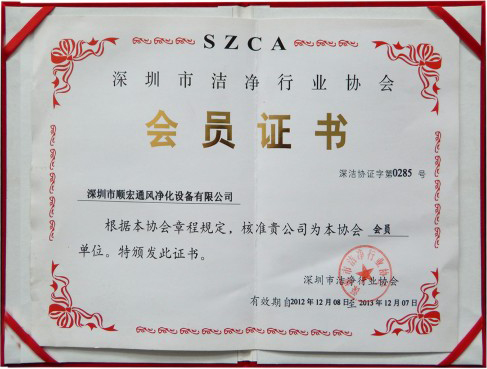 SZCA
深圳市洁净行业协会
会员证书
深洁协证字第0285 号
深圳市顺宏通风净化设备有限公司
根据本协会章程规定，核准贵公司为本协会 会员
单位。特颁发此证书。
深圳市洁净行业协会
有效期自2012年12月08日至2013年12月07日